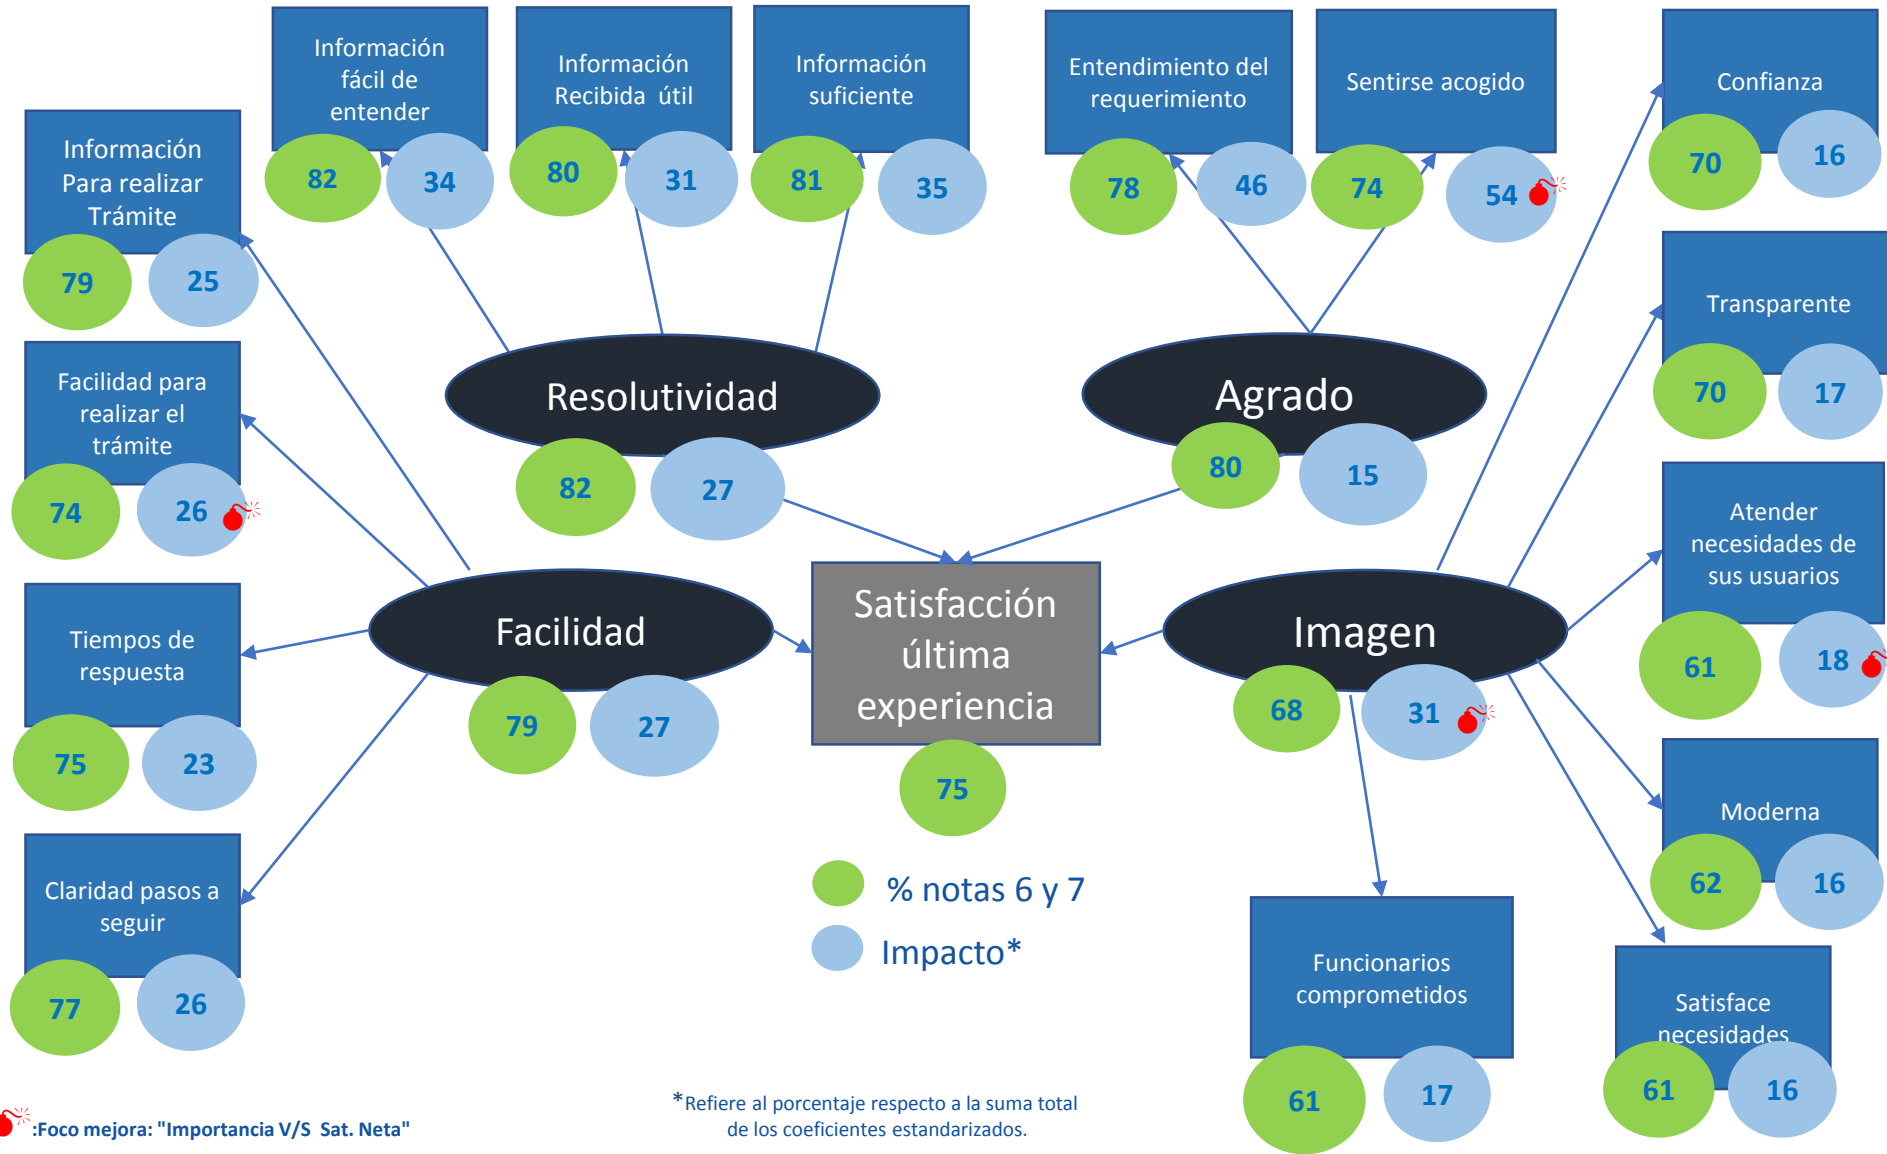 Información
fácil de
entender
82
34
Información
Recibida útil
80
31
Información
suficiente
81
35
Entendimiento del
requerimiento
78
46
Sentirse acogido
74
54
Confianza
70
16
Información
Para realizar
Trámite
79
25
Transparente
70
17
Facilidad para
realizar el
trámite
74
26
Resolutividad
82
27
Agrado
80
15
Atender
necesidades de
sus usuarios
61
18
Tiempos de
respuesta
75
23
Facilidad
79
27
Satisfacción
última
experiencia
75
Imagen
68
31
Moderna
62
16
Claridad pasos a
seguir
77
26
% notas 6 y 7
Impacto*
Funcionarios
comprometidos
61
17
Satisface
necesidades
61
16
:Foco mejora: "Importancia V/S Sat. Neta"
*Refiere al porcentaje respecto a la suma total
de los coeficientes estandarizados.